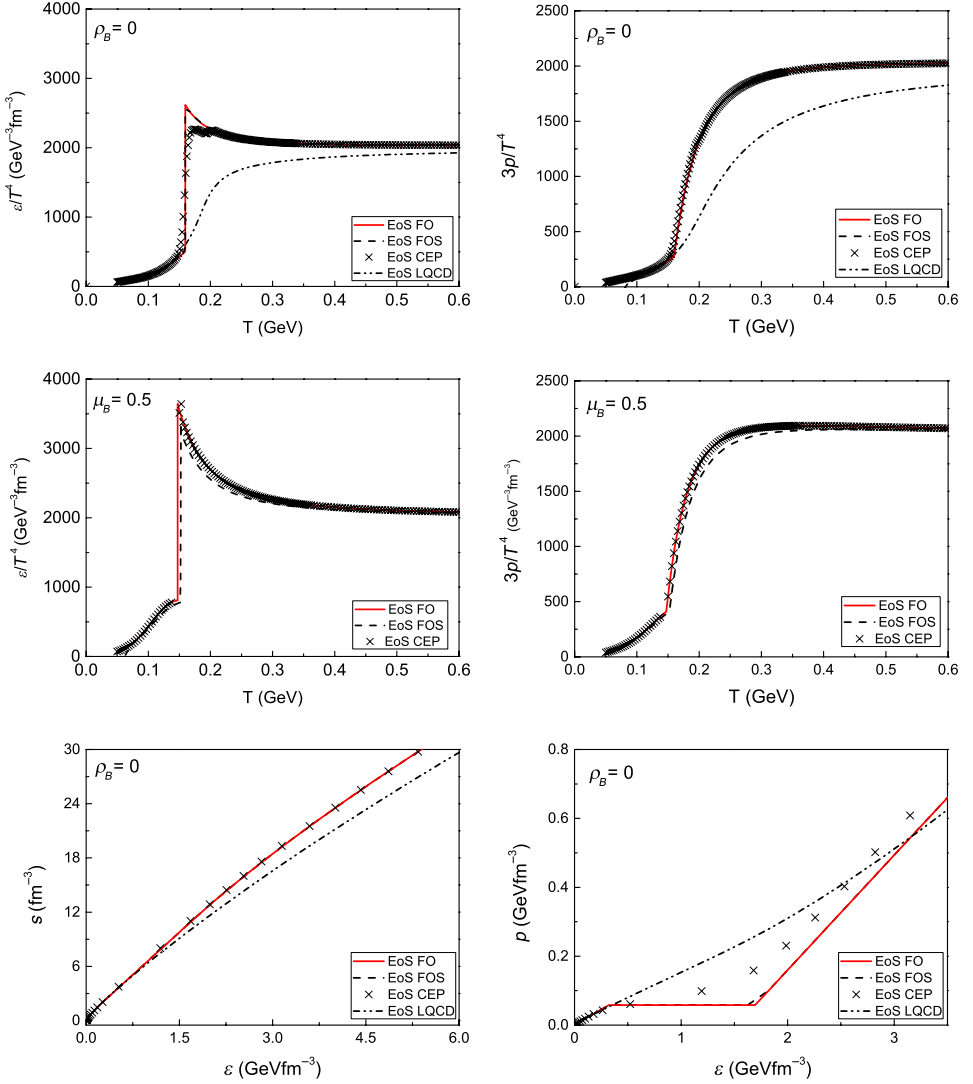 ρB= 0
ε/T4 (GeV−3fm−3)
4000
3000
2000
1000
0
0.0 0.1 0.2 0.3 0.4 0.5 0.6
T (GeV)
EoS FO
EoS FOS
EoS CEP
EoS LQCD
ρB= 0
3p/T4
2500
2000
1750
1500
1250
1000
750
500
250
0
0.0 0.1 0.2 0.3 0.4 0.5 0.6
T (GeV)
EoS FO
EoS FOS
EoS CEP
EoS LQCD
μB= 0.5
ε/T4 (GeV−3fm−3)
4000
3000
2000
1000
0
0.0 0.1 0.2 0.3 0.4 0.5 0.6
T (GeV)
EoS FO
EoS FOS
EoS CEP
μB= 0.5
3p/T4 (GeV−3fm−3)
2500
2000
1500
1000
500
0
0.0 0.1 0.2 0.3 0.4 0.5 0.6
T (GeV)
EoS FO
EoS FOS
EoS CEP
ρB= 0
s (fm−3)
30
24
18
12
6
0
0.0 1.5 3.0 4.5 6.0
ε (GeVfm−3)
EoS FO
EoS FOS
EoS CEP
EoS LQCD
ρB= 0
p (GeVfm−3)
0.8
0.6
0.4
0.2
0.0
0 1 2 3
ε (GeVfm−3)
EoS FO
EoS FOS
EoS CEP
EoS LQCD